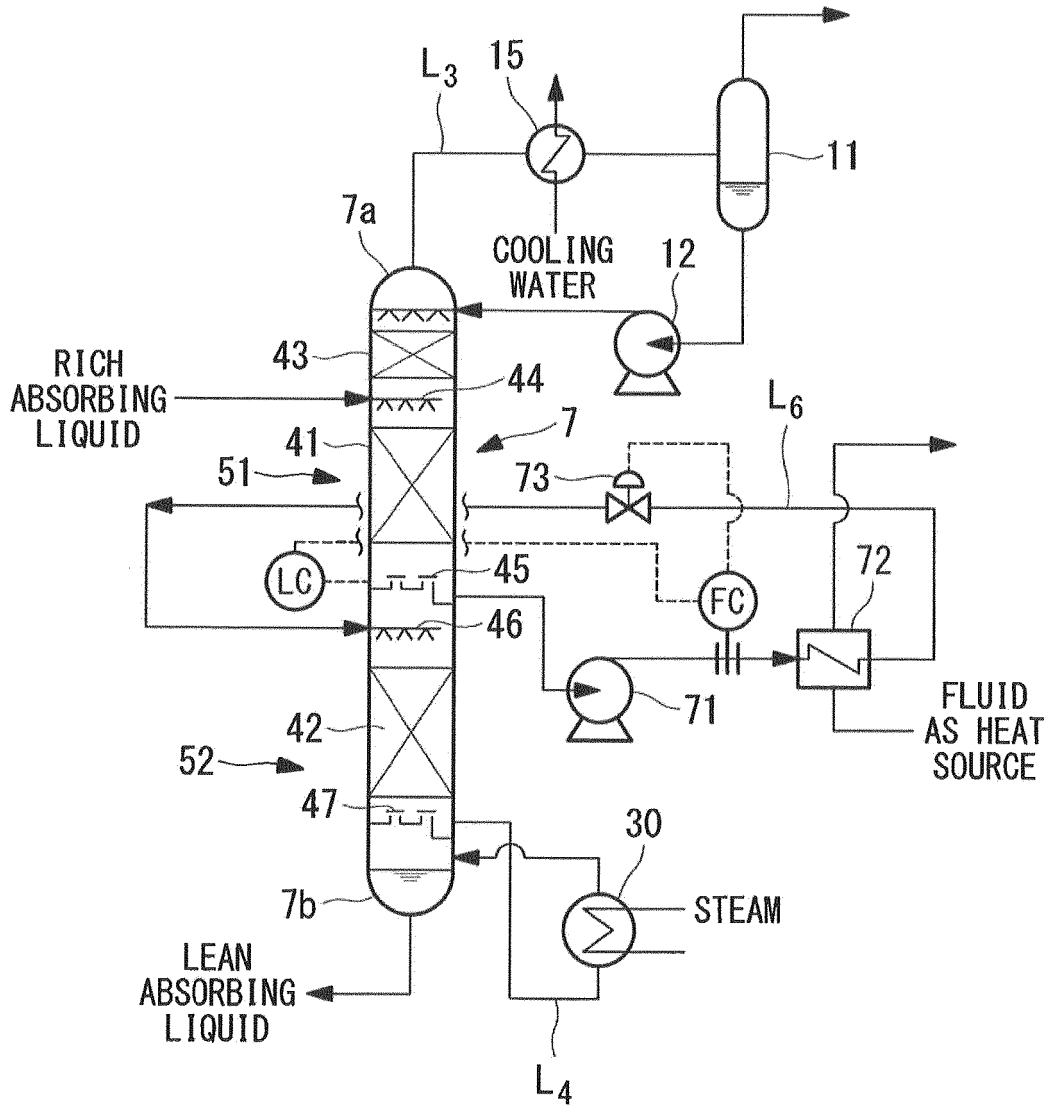 L3
15
11
7a
COOLING
WATER
12
43
44
RICH
ABSORBING
LIQUID
L6
41
7
51
73
72
LC
45
FC
46
71
FLUID
AS HEAT
SOURCE
42
52
47
30
7b
STEAM
LEAN
ABSORBING
LIQUID
L4